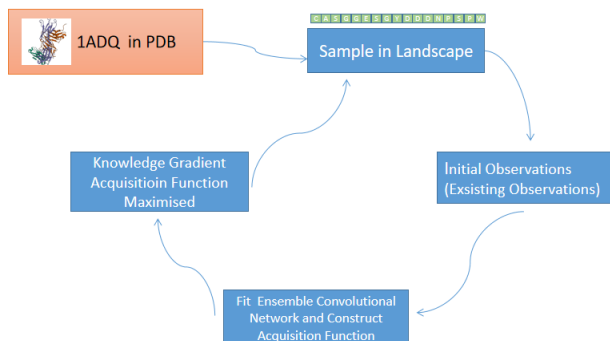 C A S G G E S G Y D D D N P S P W
1ADQ in PDB
Sample in Landscape
Knowledge Gradient
Acquisitioin Function
Maximised
Initial Observations
(Exsisting Observations)
Fit Ensemble Convolutional
Network and Construct
Acquisition Function